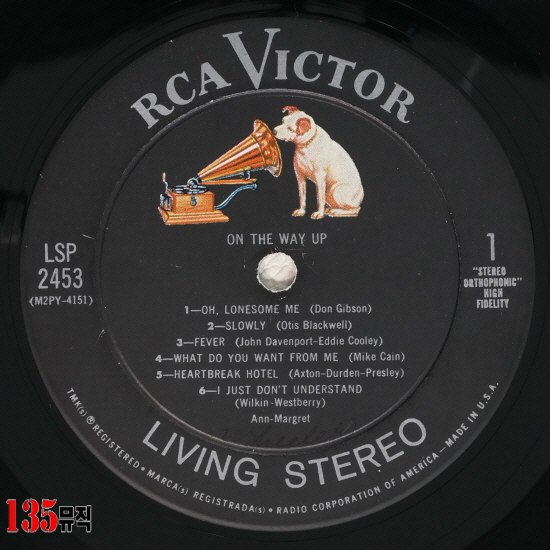 RCA VICTOR
ON THE WAY UP
LSP
2453
(M2PY-4151)
1
"STEREO
ORTHOPHONIC"
HIGH
FIDELITY
1—OH, LONESOME ME (Don Gibson)
2—SLOWLY (Otis Blackwell)
3—FEVER (John Davenport-Eddie Cooley)
4—WHAT DO YOU WANT FROM ME (Mike Cain)
5—HEARTBREAK HOTEL (Axton-Durden-Presley)
6—I JUST DON'T UNDERSTAND
(Wilkin-Westberry)
Ann-Margret
LIVING STEREO
TMK(s) ® REGISTERED • MARCA(s) REGISTRADA(s) • RADIO CORPORATION OF AMERICA—MADE IN U.S.A.
135뮤직